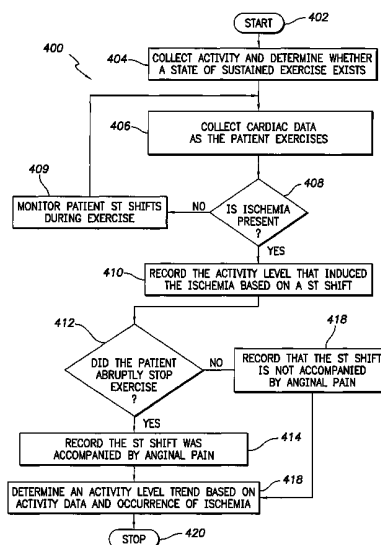 START
402
400
404
COLLECT ACTIVITY AND DETERMINE WHETHER
A STATE OF SUSTAINED EXERCISE EXISTS
406
COLLECT CARDIAC DATA
AS THE PATIENT EXERCISES
409
408
MONITOR PATIENT ST SHIFTS
DURING EXERCISE
NO
IS ISCHEMIA
PRESENT
?
YES
410
RECORD THE ACTIVITY LEVEL THAT INDUCED
THE ISCHEMIA BASED ON A ST SHIFT
412
418
DID THE PATIENT
ABRUPTLY STOP
EXERCISE
?
NO
RECORD THAT THE ST SHIFT
IS NOT ACCOMPANIED
BY ANGINAL PAIN
YES
RECORD THE ST SHIFT WAS
ACCOMPANIED BY ANGINAL PAIN
414
DETERMINE AN ACTIVITY LEVEL TREND BASED ON
ACTIVITY DATA AND OCCURRENCE OF ISCHEMIA
418
STOP
420